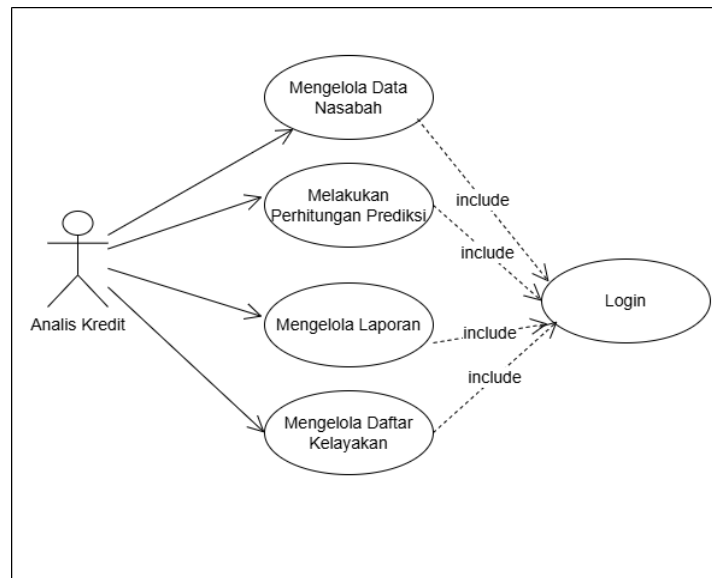 Mengelola Data
Nasabah
include
Melakukan
Perhitungan Prediksi
include
Login
Analis Kredit
Mengelola Laporan
include
include
Mengelola Daftar
Kelayakan